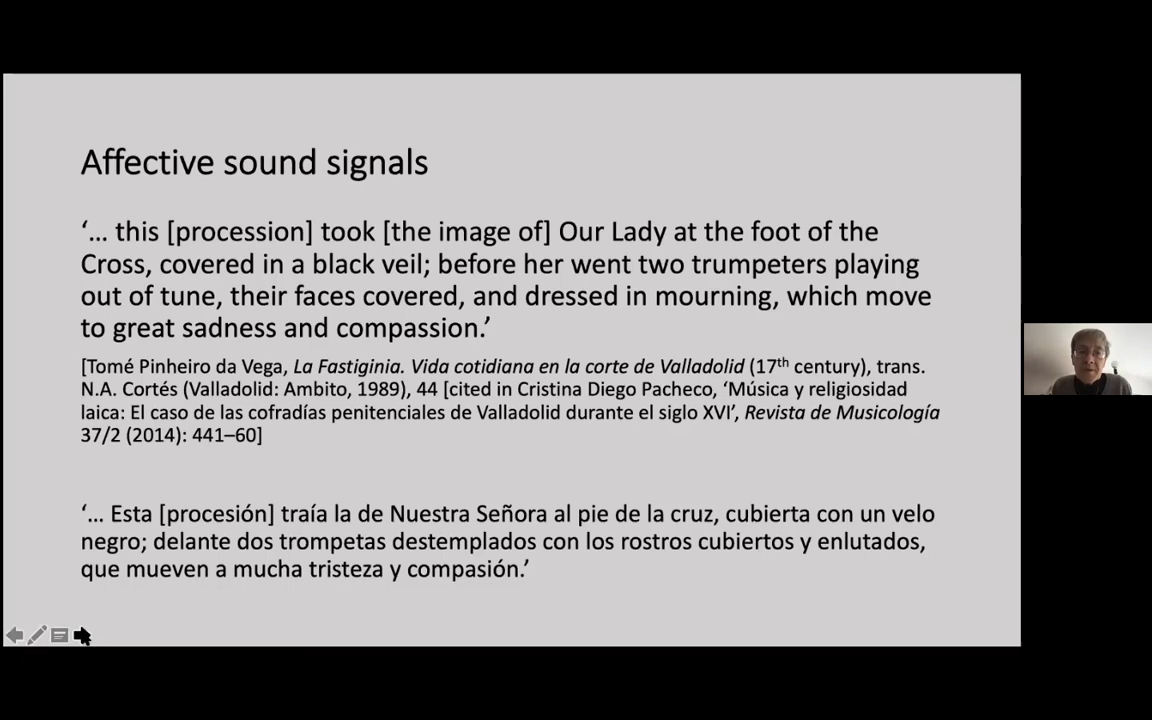 Affective sound signals
‘… this [procession] took [the image of] Our Lady at the foot of the
Cross, covered in a black veil; before her went two trumpeters playing
out of tune, their faces covered, and dressed in mourning, which move
to great sadness and compassion.’
[Tomé Pinheiro da Vega, La Fastiginia. Vida cotidiana en la corte de Valladolid (17th century), trans.
N.A. Cortés (Valladolid: Ambito, 1989), 44 [cited in Cristina Diego Pacheco, ‘Música y religiosidad
laica: El caso de las cofradías penitenciales de Valladolid durante el siglo XVI’, Revista de Musicología
37/2 (2014): 441–60]
‘… Esta [procesión] traía la de Nuestra Señora al pie de la cruz, cubierta con un velo
negro; delante dos trompetas destemplados con los rostros cubiertos y enlutados,
que mueven a mucha tristeza y compasión.’